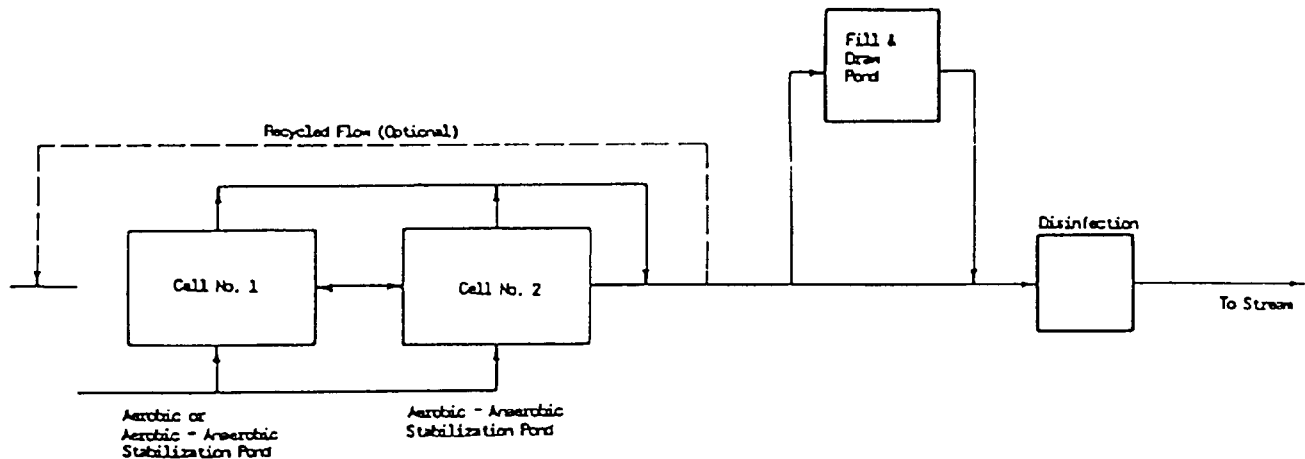 Fill &
Draw
Pond
Recycled Flow (Optional)
Disinfection
Cell No. 1
Cell No. 2
To Stream
Aerobic or
Aerobic - Anaerobic
Stabilization Pond
Aerobic - Anaerobic
Stabilization Pond